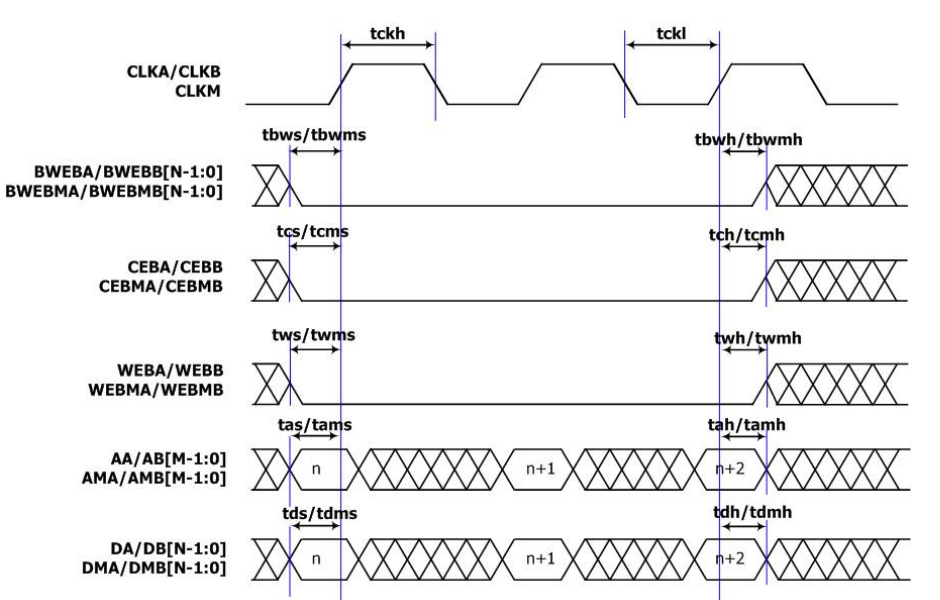 tckh
tckl
CLKA/CLKB
CLKM
tbws/tbwms
tbwh/tbwmh
BWEBA/BWEBB[N-1:0]
BWEBMA/BWEBMB[N-1:0]
tcs/tcms
tch/tcmh
CEBA/CEBB
CEBMA/CEBMB
tws/twms
twh/twmh
WEBA/WEBB
WEBMA/WEBMB
tas/tams
tah/tamh
AA/AB[M-1:0]
AMA/AMB[M-1:0]
n
n+1
n+2
tds/tdms
tdh/tdmh
DA/DB[N-1:0]
DMA/DMB[N-1:0]
n
n+1
n+2